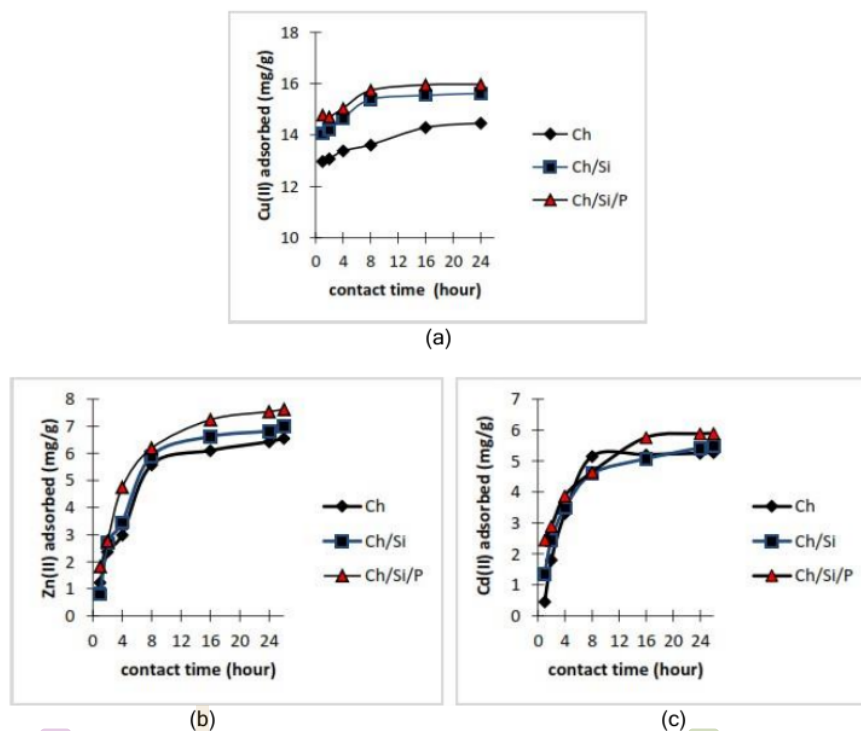 18
16
14
12
10
Cu(II) adsorbed (mg/g)
0 4 8 12 16 20 24
contact time (hour)
Ch
Ch/Si
Ch/Si/P
(a)
8
7
6
5
4
3
2
1
0
Zn(II) adsorbed (mg/g)
0 4 8 12 16 20 24
contact time (hour)
Ch
Ch/Si
Ch/Si/P
(b)
7
6
5
4
3
2
1
0
Cd(II) adsorbed (mg/g)
0 4 8 12 16 20 24
contact time (hour)
Ch
Ch/Si
Ch/Si/P
(c)